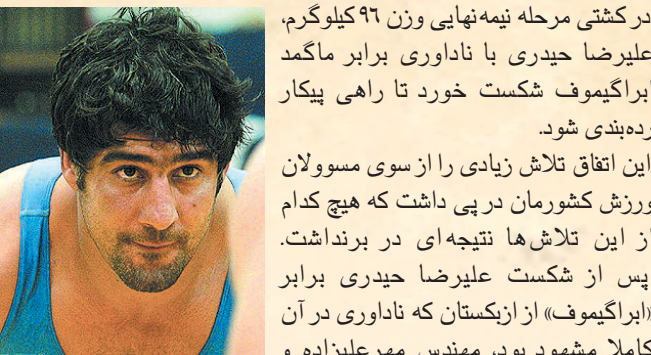 در کشتی مرحله نیمه‌نهایی وزن ۹٦ کیلوگرم،
علیرضا حیدری با ناداوری برابر ماگمد
ابراگیموف شکست خورد تا راهی پیکار
رده‌بندی شود.
این اتفاق تلاش زیادی را از سوی مسوولان
ورزش کشورمان در پی داشت که هیچ کدام
از این تلاش‌ها نتیجه‌ای در برنداشت.
پس از شکست علیرضا حیدری برابر
«ابراگیموف» از ازبکستان که ناداوری در آن
کاملا مشهود بود، مهندس مهرعلیزاده و